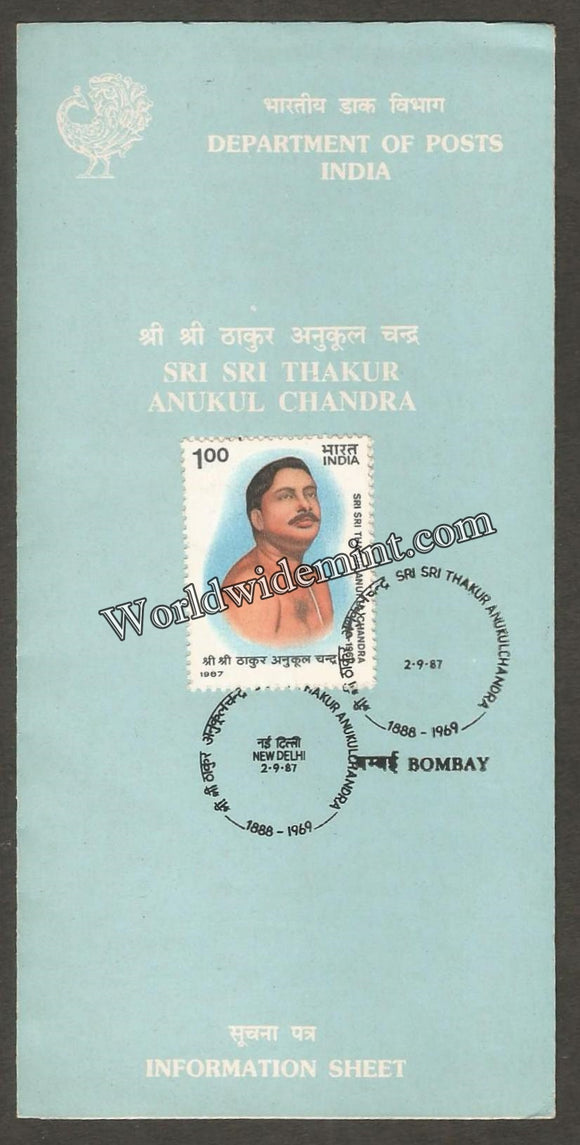 भारतीय डाक विभाग
DEPARTMENT OF POSTS
INDIA
श्री श्री ठाकुर अनुकूल चन्द्र
SRI SRI THAKUR
ANUKUL CHANDRA
1.00
भारत
INDIA
SRI SRI THAKUR ANUKULCHANDRA
श्री श्री ठाकुर अनुकूल चन्द्र
1987
Worldwidemint.com
SRI SRI THAKUR ANUKULCHANDRA
2-9-87
1888-1969
बम्बई BOMBAY
श्री श्री ठाकुर अनुकूलचन्द्र
THAKUR ANUKULCHANDRA
नई दिल्ली
NEW DELHI
2-9-87
1888-1969
सूचना पत्र
INFORMATION SHEET